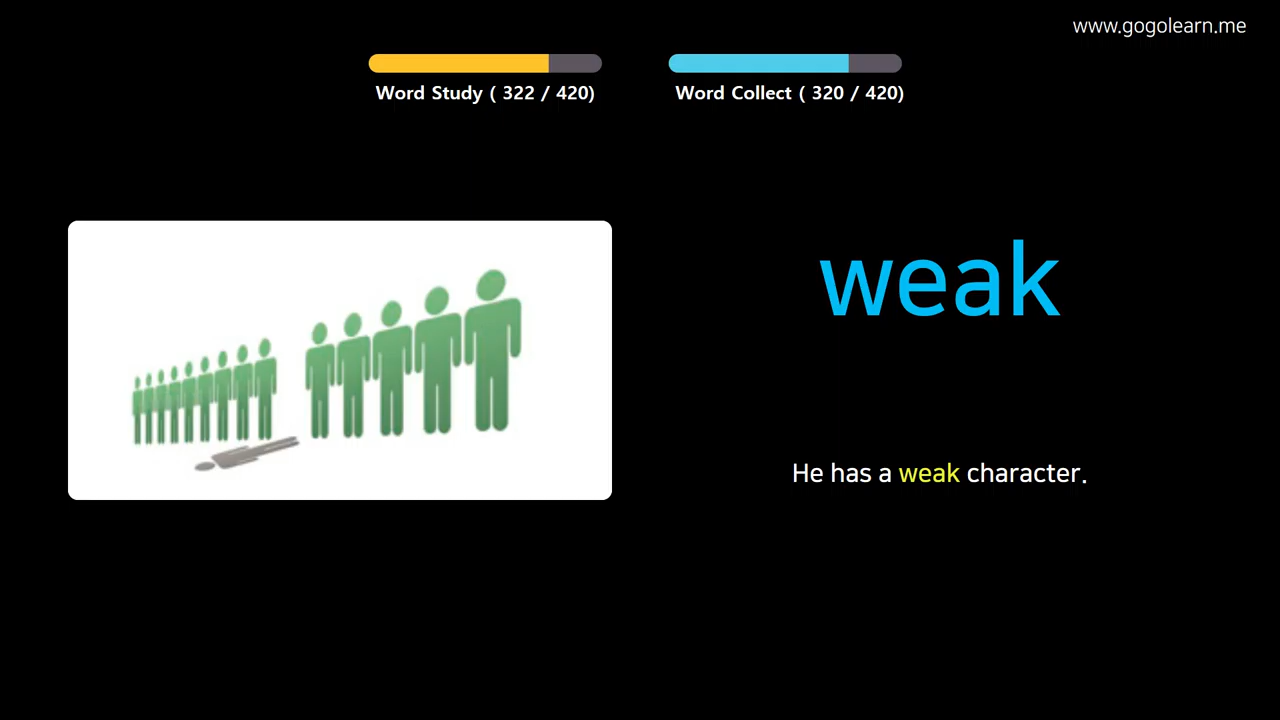 www.gogolearn.me
Word Study ( 322 / 420)
Word Collect ( 320 / 420)
weak
He has a weak character.